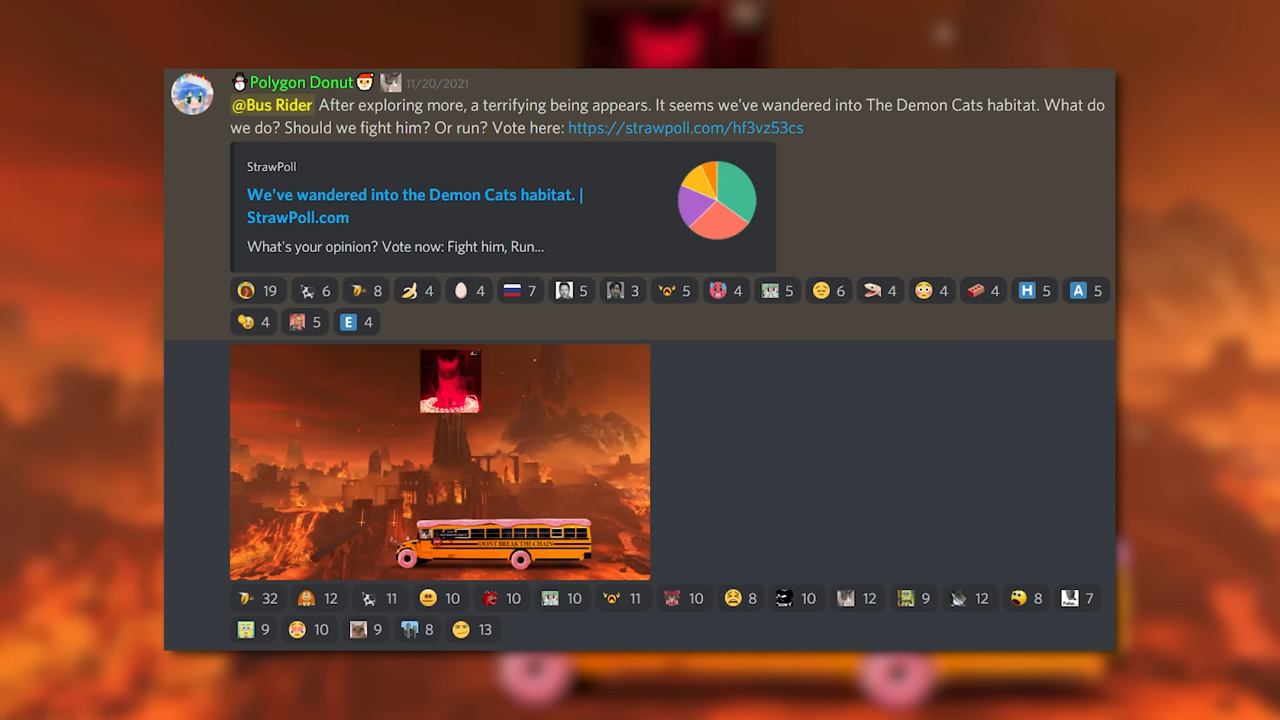 Polygon Donut 11/20/2021
@Bus Rider After exploring more, a terrifying being appears. It seems we've wandered into The Demon Cats habitat. What do
we do? Should we fight him? Or run? Vote here: https://strawpoll.com/hf3vz53cs
StrawPoll
We've wandered into the Demon Cats habitat. |
StrawPoll.com
What's your opinion? Vote now: Fight him, Run...
19 6 8 4 4 7 5 3 5 4 5 6 4 4 4 H 5 A 5
4 5 E 4
DONT BREAK THE CHAIN
32 12 11 10 10 10 11 10 8 10 12 9 12 8 7
9 10 9 8 13